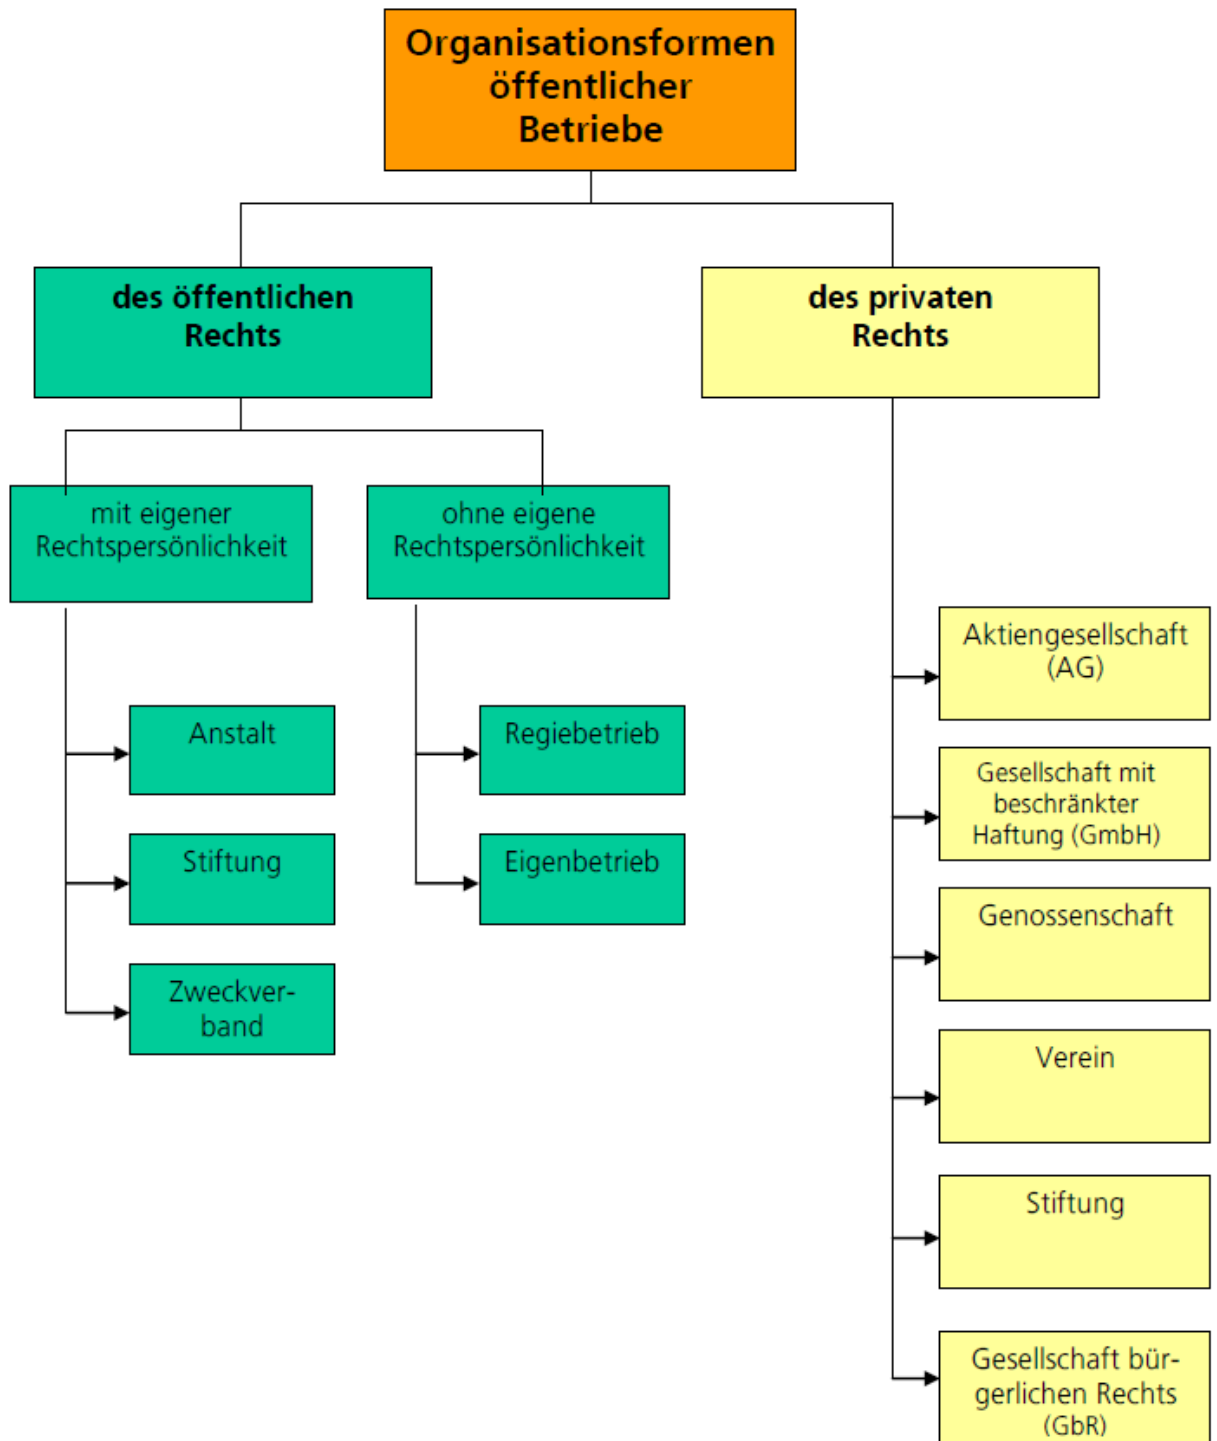 Organisationsformen
öffentlicher
Betriebe
des öffentlichen
Rechts
des privaten
Rechts
mit eigener
Rechtspersönlichkeit
ohne eigene
Rechtspersönlichkeit
Anstalt
Stiftung
Zweckver-
band
Regiebetrieb
Eigenbetrieb
Aktiengesellschaft
(AG)
Gesellschaft mit
beschränkter
Haftung (GmbH)
Genossenschaft
Verein
Stiftung
Gesellschaft bür-
gerlichen Rechts
(GbR)